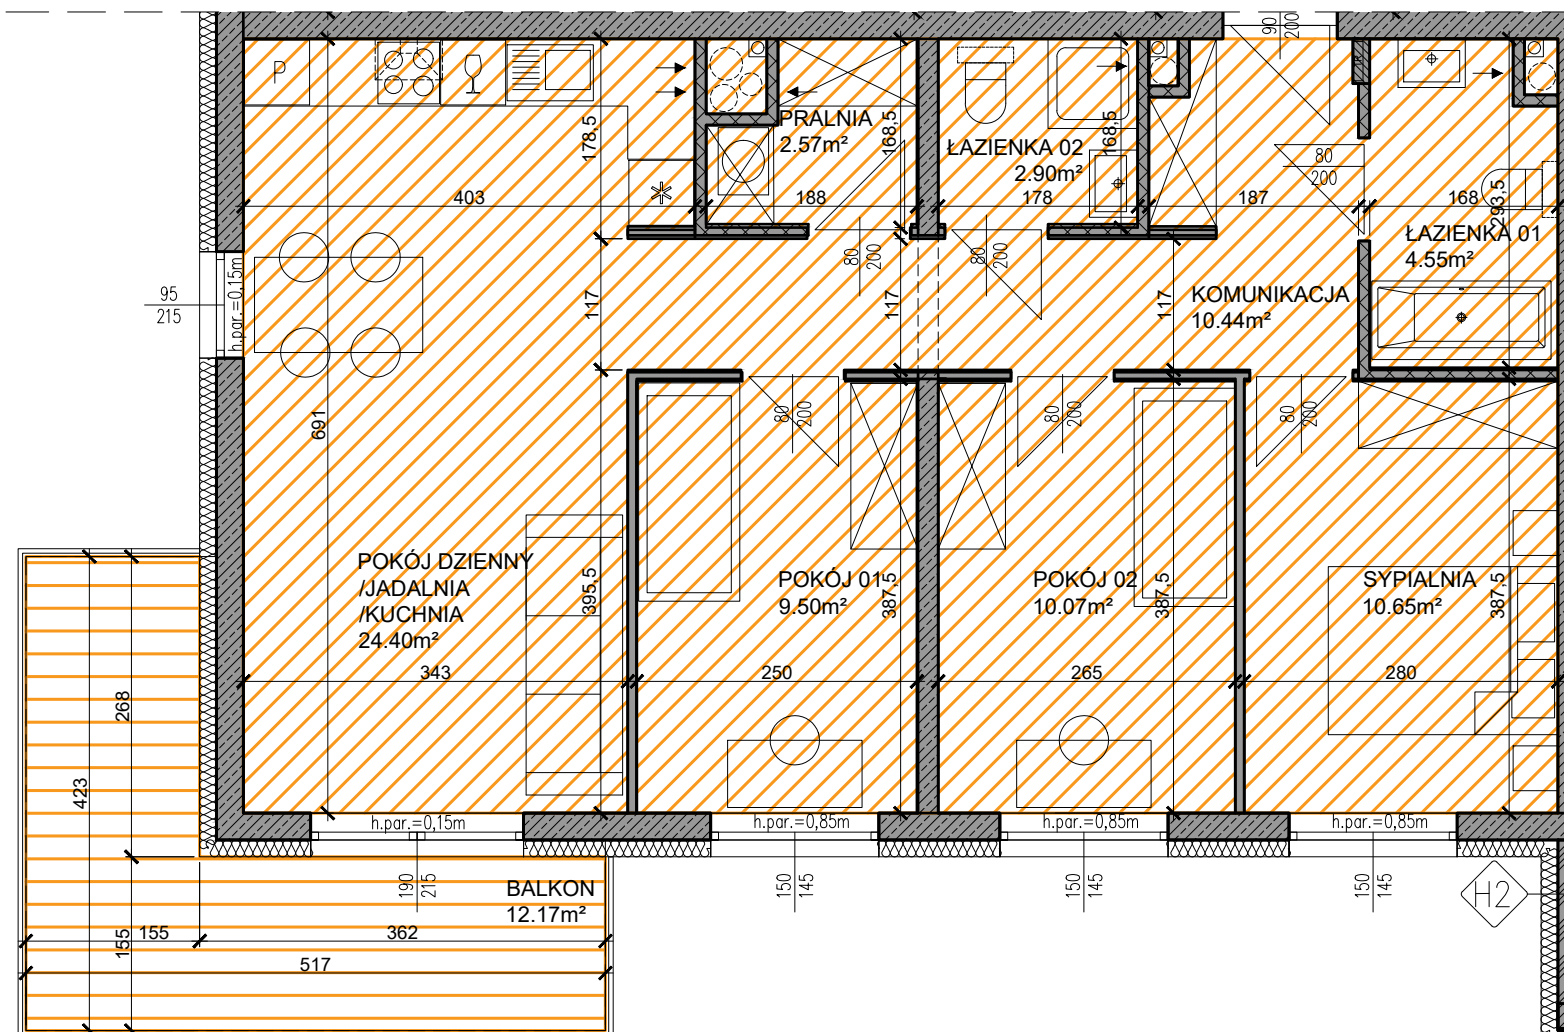 90
200
P
PRALNIA
2.57m²
ŁAZIENKA 02
2.90m²
178,5
168,5
168,5
80
200
403
188
178
187
168
293,5
ŁAZIENKA 01
4.55m²
80
200
80
200
h.par.=0,15m
95
215
117
117
117
KOMUNIKACJA
10.44m²
691
80
200
80
200
80
200
POKÓJ DZIENNY
/JADALNIA
/KUCHNIA
24.40m²
395,5
POKÓJ 01
9.50m²
387,5
POKÓJ 02
10.07m²
387,5
SYPIALNIA
10.65m²
387,5
343
250
265
280
268
423
h.par.=0,15m
h.par.=0,85m
h.par.=0,85m
h.par.=0,85m
190
215
150
145
150
145
150
145
BALKON
12.17m²
H2
155
155
362
517